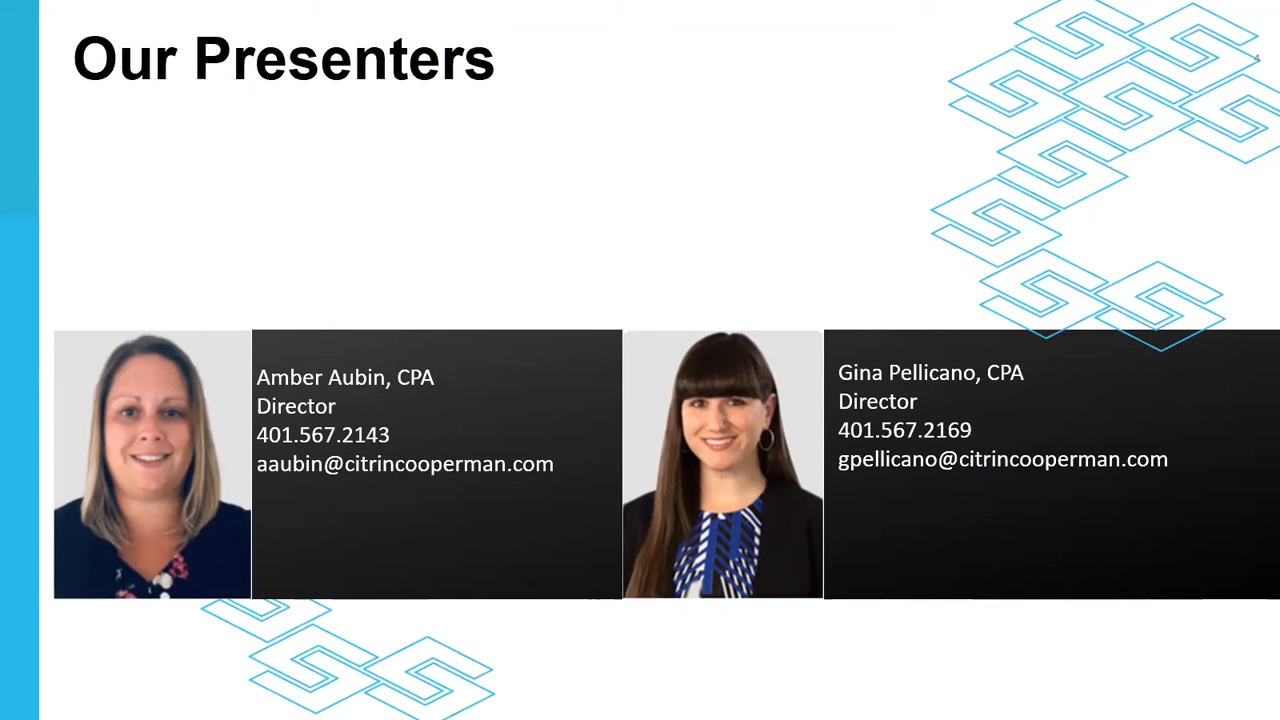 Our Presenters
4
Amber Aubin, CPA
Director
401.567.2143
aaubin@citrincooperman.com
Gina Pellicano, CPA
Director
401.567.2169
gpellicano@citrincooperman.com